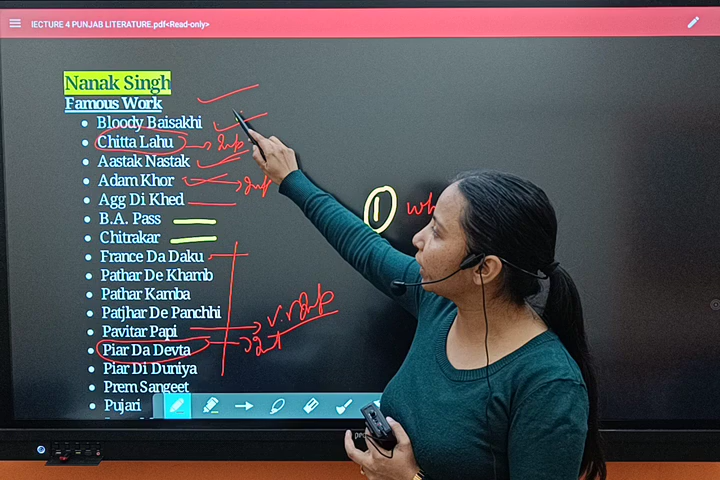 lECTURE 4 PUNJAB LITERATURE.pdf<Read-only>
Nanak Singh
Famous Work
Bloody Baisakhi
Chitta Lahu
Aastak Nastak
Adam Khor
Agg Di Khed
B.A. Pass
Chitrakar
France Da Daku
Pathar De Khamb
Pathar Kamba
Patjhar De Panchhi
Pavitar Papi
Piar Da Devta
Piar Di Duniya
Prem Sangeet
Pujari
1